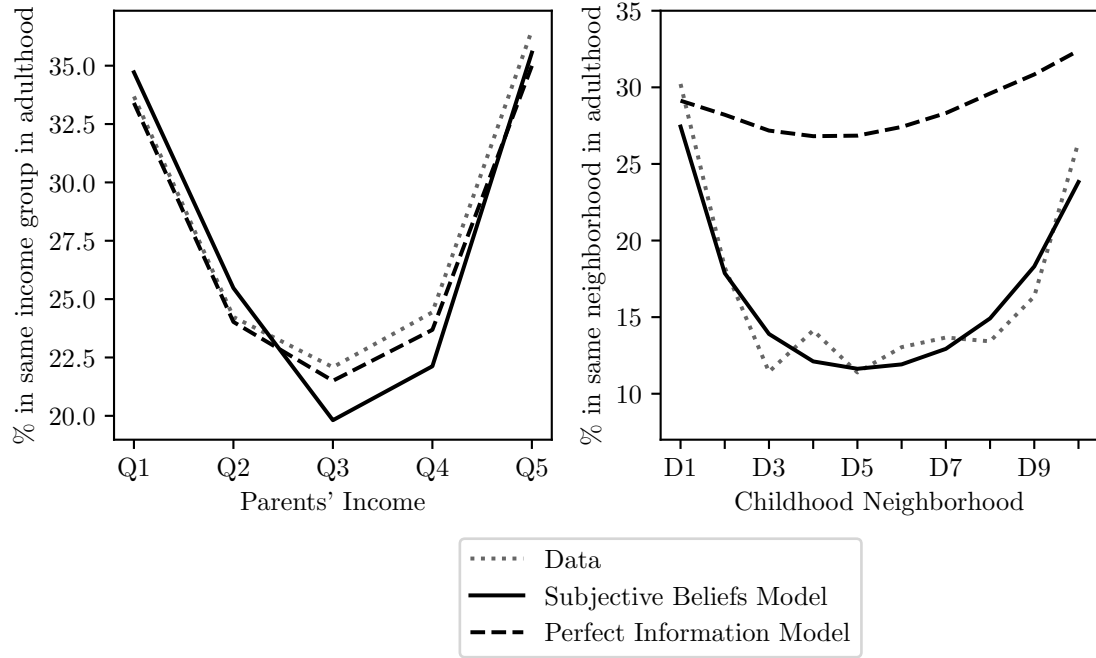 % in same income group in adulthood
35.0
32.5
30.0
27.5
25.0
22.5
20.0
Q1 Q2 Q3 Q4 Q5
Parents' Income
% in same neighborhood in adulthood
35
30
25
20
15
10
D1 D3 D5 D7 D9
Childhood Neighborhood
Data
Subjective Beliefs Model
Perfect Information Model